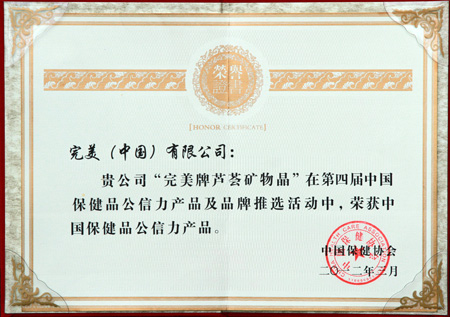 荣誉
证书
[HONOR CERTIFICATE]
完美（中国）有限公司：
贵公司“完美牌芦荟矿物晶”在第四届中国
保健品公信力产品及品牌推选活动中，荣获中
国保健品公信力产品。
中国保健协会
二〇一二年三月